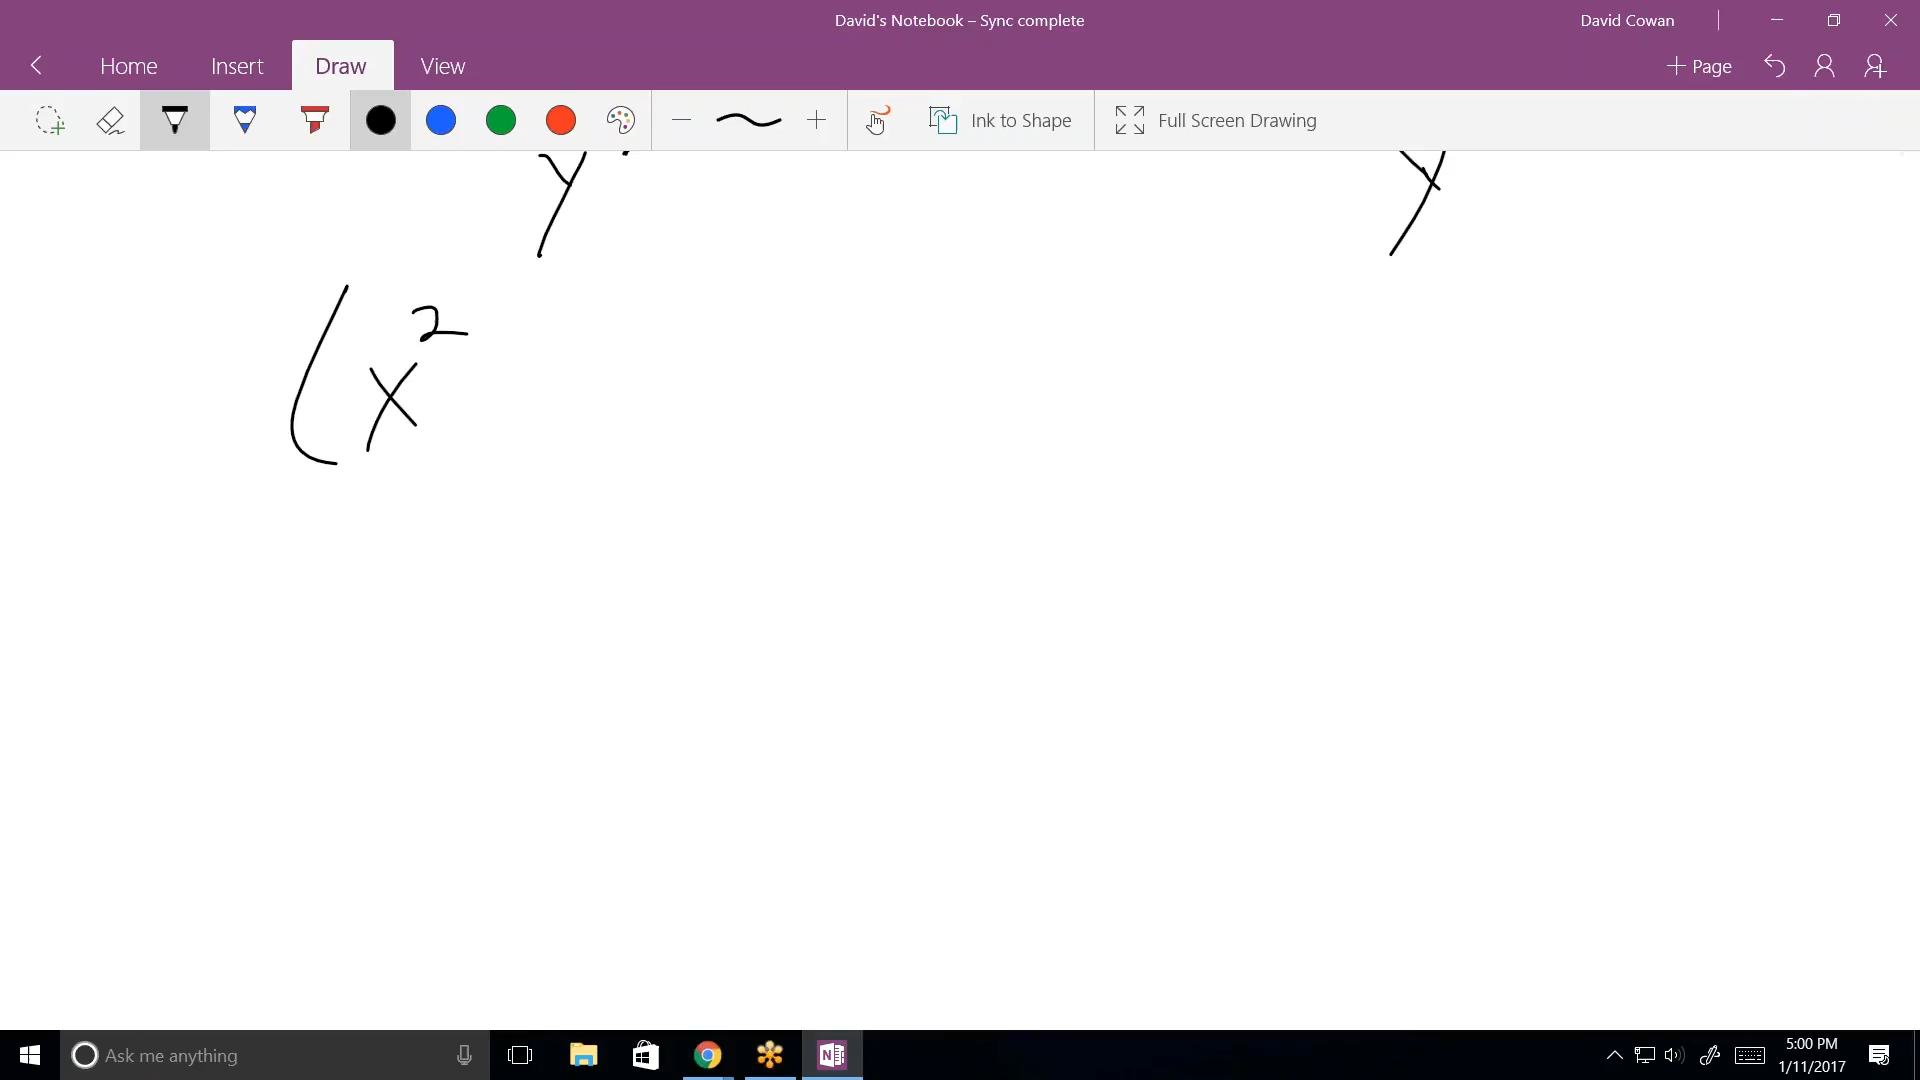 David's Notebook – Sync complete
David Cowan
Home Insert Draw View
Page
Ink to Shape
Full Screen Drawing
y y
(x²
Ask me anything
5:00 PM
1/11/2017